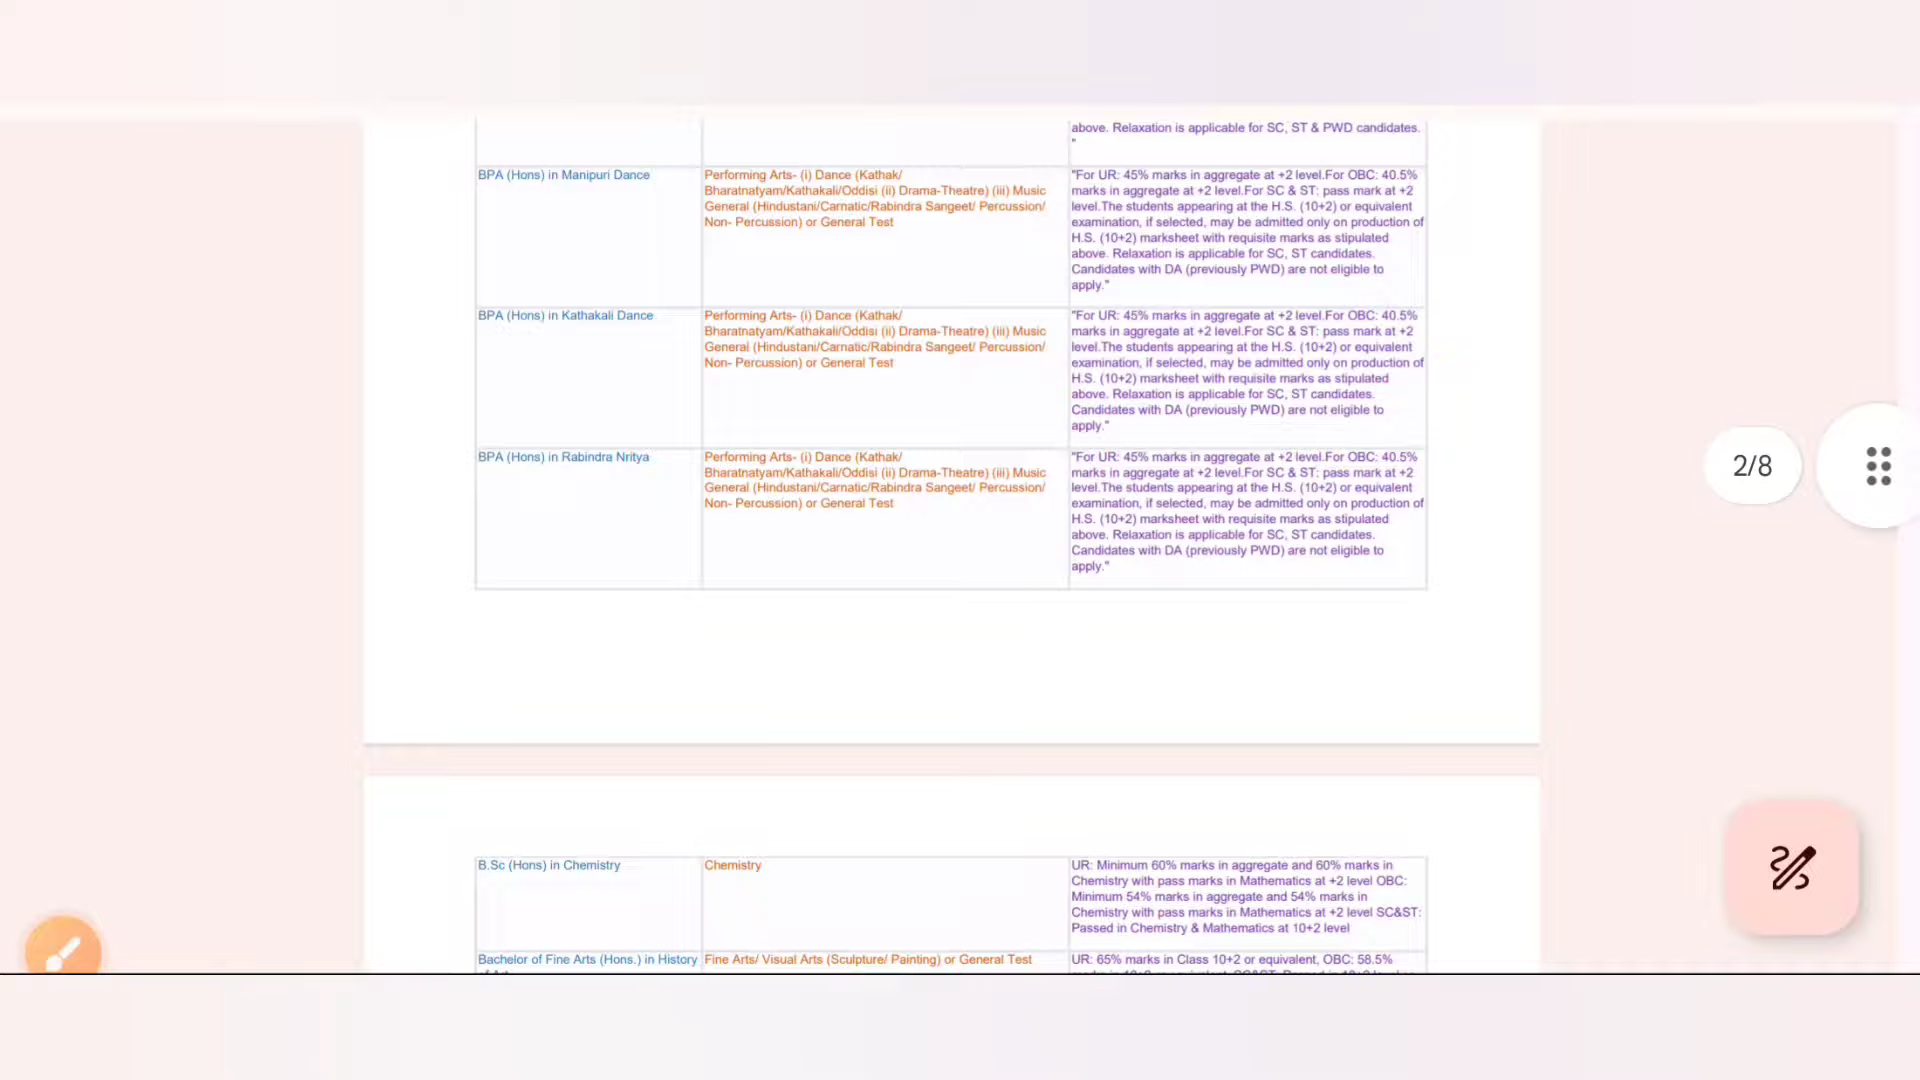 above. Relaxation is applicable for SC, ST & PWD candidates.
"
BPA (Hons) in Manipuri Dance
Performing Arts- (i) Dance (Kathak/
Bharatnatyam/Kathakali/Oddisi (ii) Drama-Theatre) (iii) Music
General (Hindustani/Carnatic/Rabindra Sangeet/ Percussion/
Non- Percussion) or General Test
"For UR: 45% marks in aggregate at +2 level.For OBC: 40.5%
marks in aggregate at +2 level.For SC & ST: pass mark at +2
level.The students appearing at the H.S. (10+2) or equivalent
examination, if selected, may be admitted only on production of
H.S. (10+2) marksheet with requisite marks as stipulated
above. Relaxation is applicable for SC, ST candidates.
Candidates with DA (previously PWD) are not eligible to
apply."
BPA (Hons) in Kathakali Dance
Performing Arts- (i) Dance (Kathak/
Bharatnatyam/Kathakali/Oddisi (ii) Drama-Theatre) (iii) Music
General (Hindustani/Carnatic/Rabindra Sangeet/ Percussion/
Non- Percussion) or General Test
"For UR: 45% marks in aggregate at +2 level.For OBC: 40.5%
marks in aggregate at +2 level.For SC & ST: pass mark at +2
level.The students appearing at the H.S. (10+2) or equivalent
examination, if selected, may be admitted only on production of
H.S. (10+2) marksheet with requisite marks as stipulated
above. Relaxation is applicable for SC, ST candidates.
Candidates with DA (previously PWD) are not eligible to
apply."
BPA (Hons) in Rabindra Nritya
Performing Arts- (i) Dance (Kathak/
Bharatnatyam/Kathakali/Oddisi (ii) Drama-Theatre) (iii) Music
General (Hindustani/Carnatic/Rabindra Sangeet/ Percussion/
Non- Percussion) or General Test
"For UR: 45% marks in aggregate at +2 level.For OBC: 40.5%
marks in aggregate at +2 level.For SC & ST: pass mark at +2
level.The students appearing at the H.S. (10+2) or equivalent
examination, if selected, may be admitted only on production of
H.S. (10+2) marksheet with requisite marks as stipulated
above. Relaxation is applicable for SC, ST candidates.
Candidates with DA (previously PWD) are not eligible to
apply."
2/8
B.Sc (Hons) in Chemistry
Chemistry
UR: Minimum 60% marks in aggregate and 60% marks in
Chemistry with pass marks in Mathematics at +2 level OBC:
Minimum 54% marks in aggregate and 54% marks in
Chemistry with pass marks in Mathematics at +2 level SC&ST:
Passed in Chemistry & Mathematics at 10+2 level
Bachelor of Fine Arts (Hons.) in History
Fine Arts/ Visual Arts (Sculpture/ Painting) or General Test
UR: 65% marks in Class 10+2 or equivalent, OBC: 58.5%